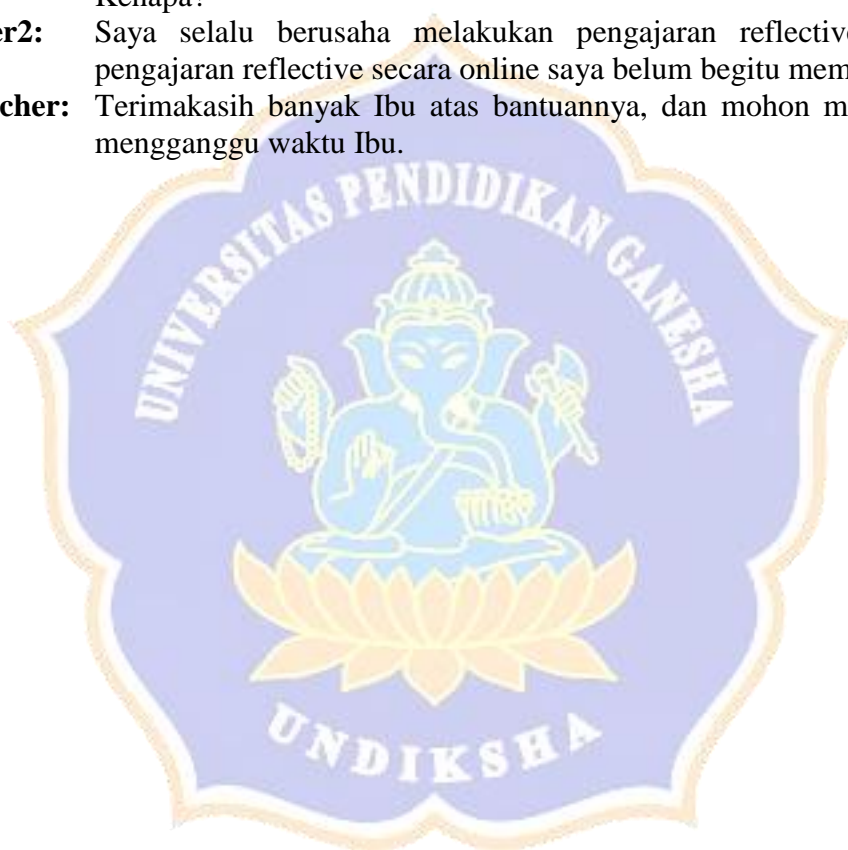 Kenapa?
er2: Saya selalu berusaha melakukan pengajaran reflective
pengajaran reflective secara online saya belum begitu mem
cher: Terimakasih banyak Ibu atas bantuannya, dan mohon m
mengganggu waktu Ibu.
UNIVERSITAS PENDIDIKAN GANESHA
UNDIKSHA